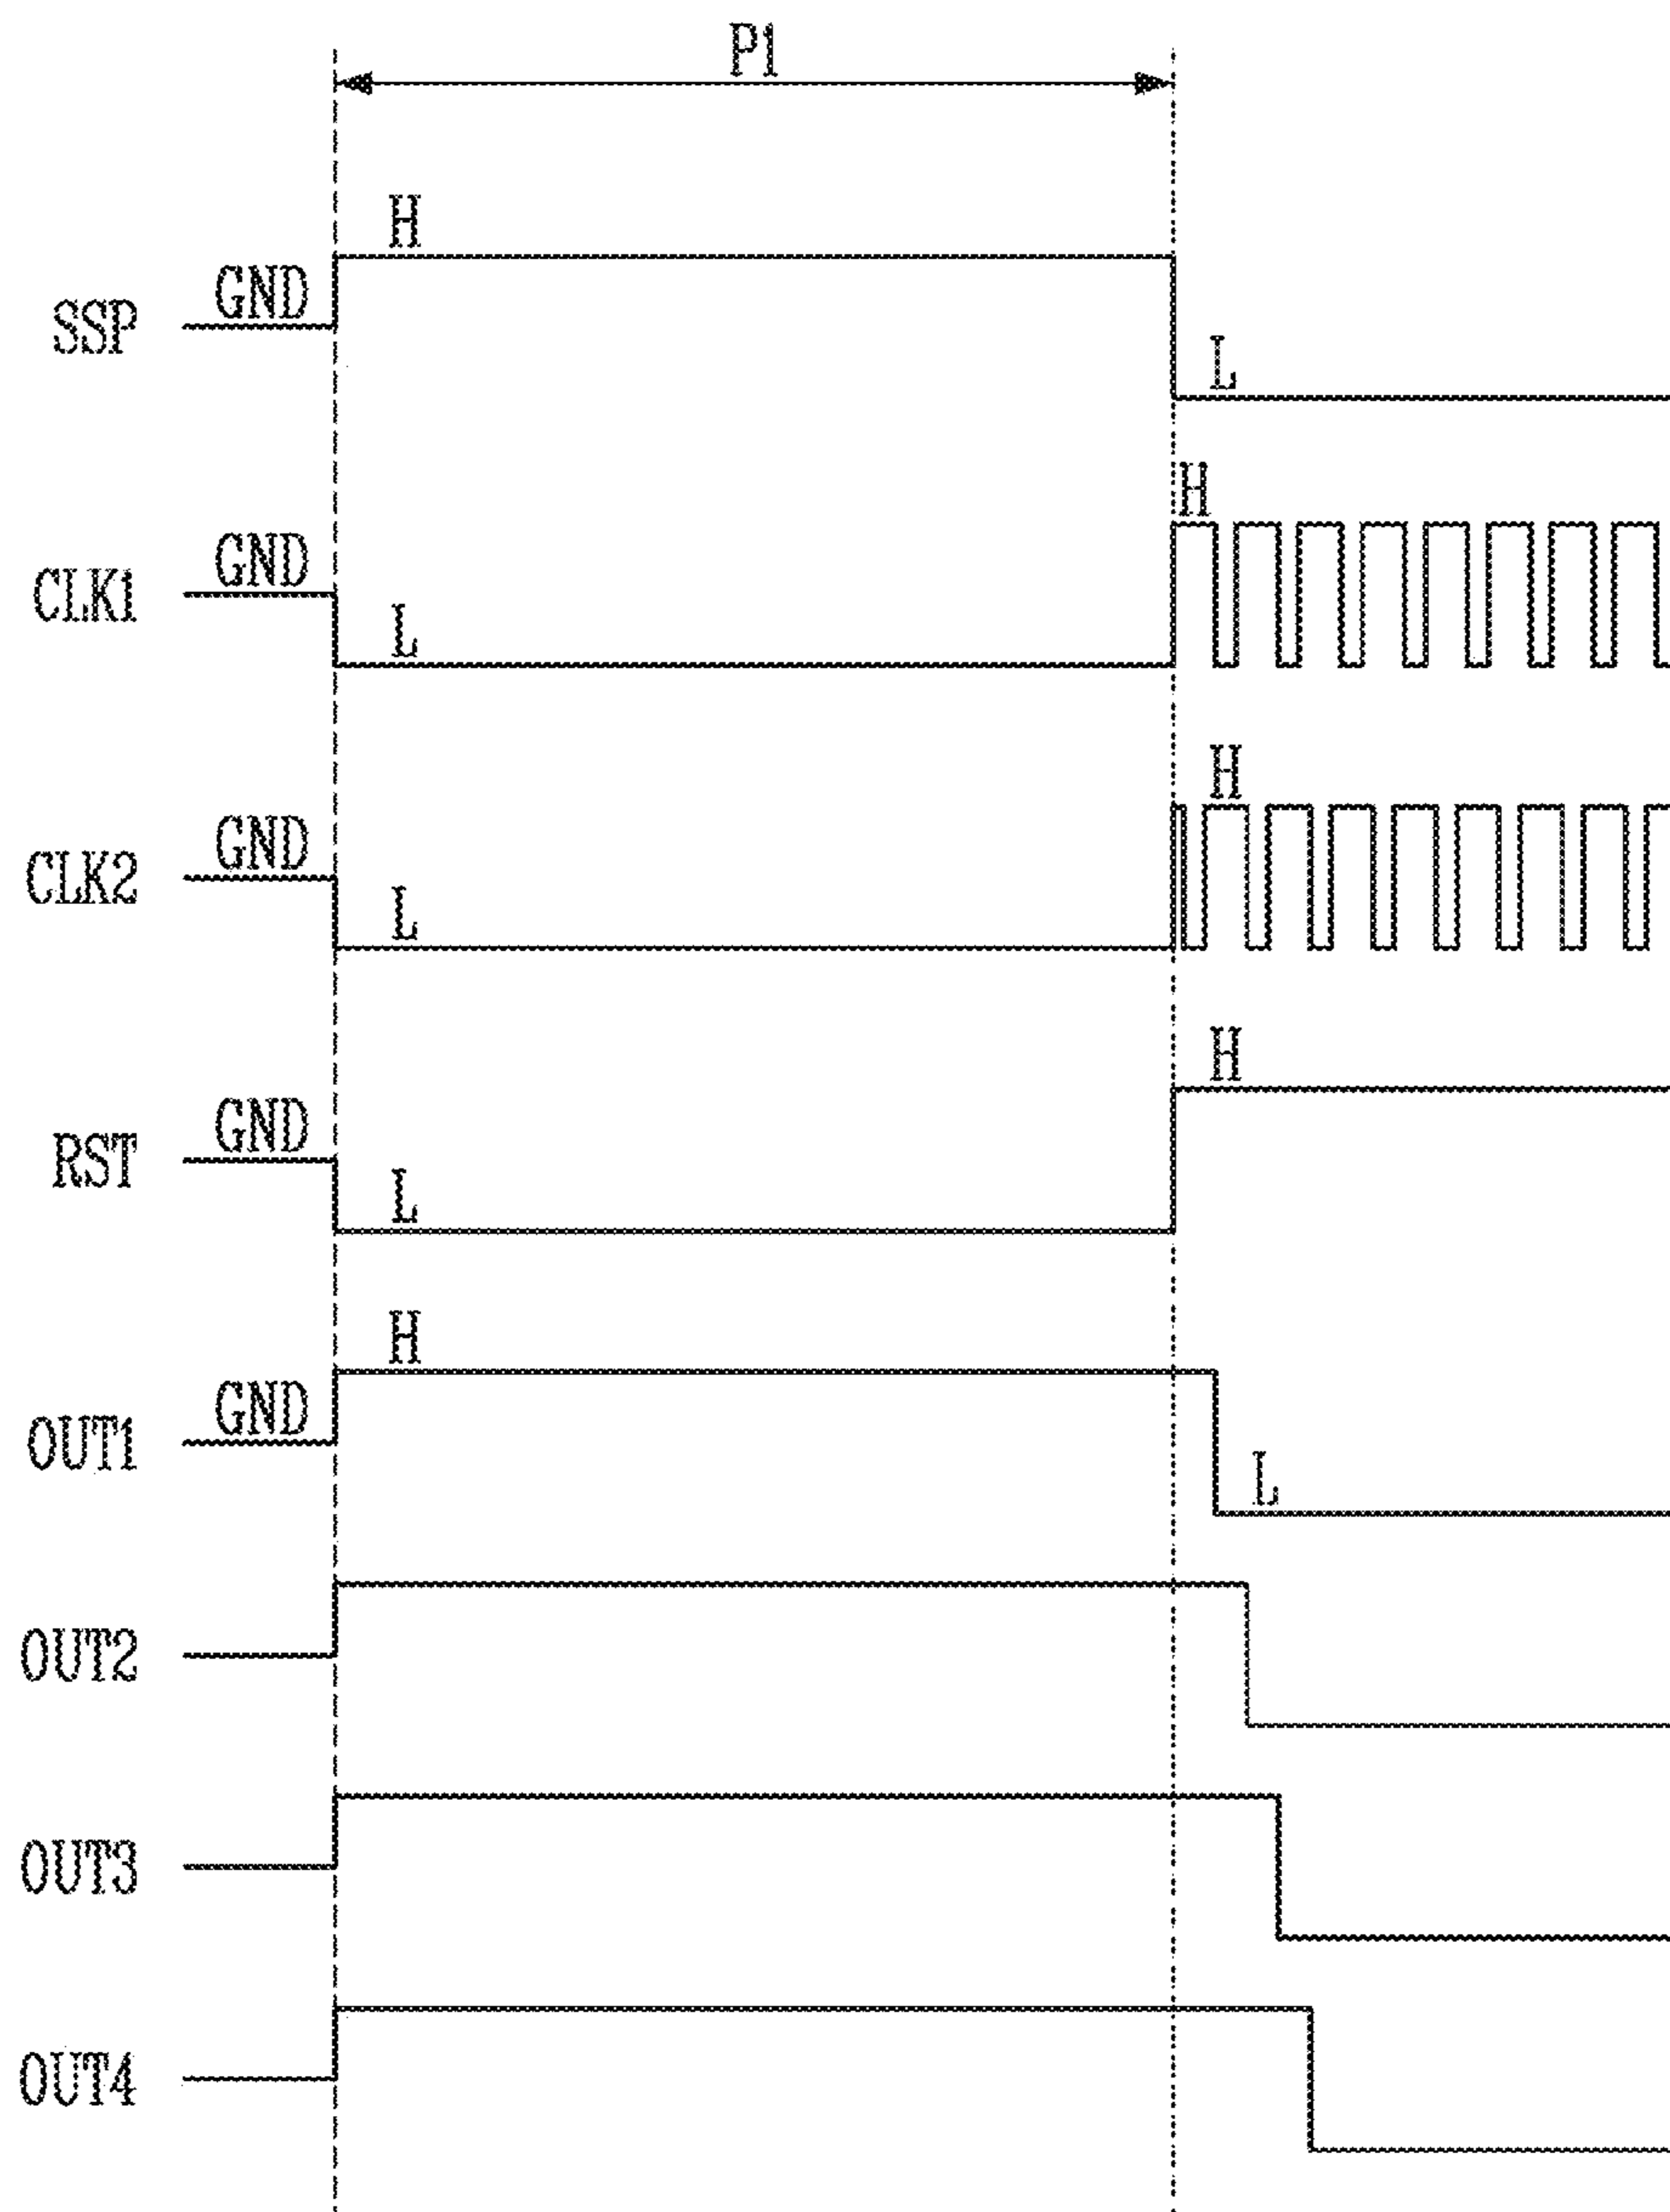 P1
H
SSP GND
L
H
CLK1 GND
L
H
CLK2 GND
L
H
RST GND
L
H
OUT1 GND
L
OUT2
OUT3
OUT4